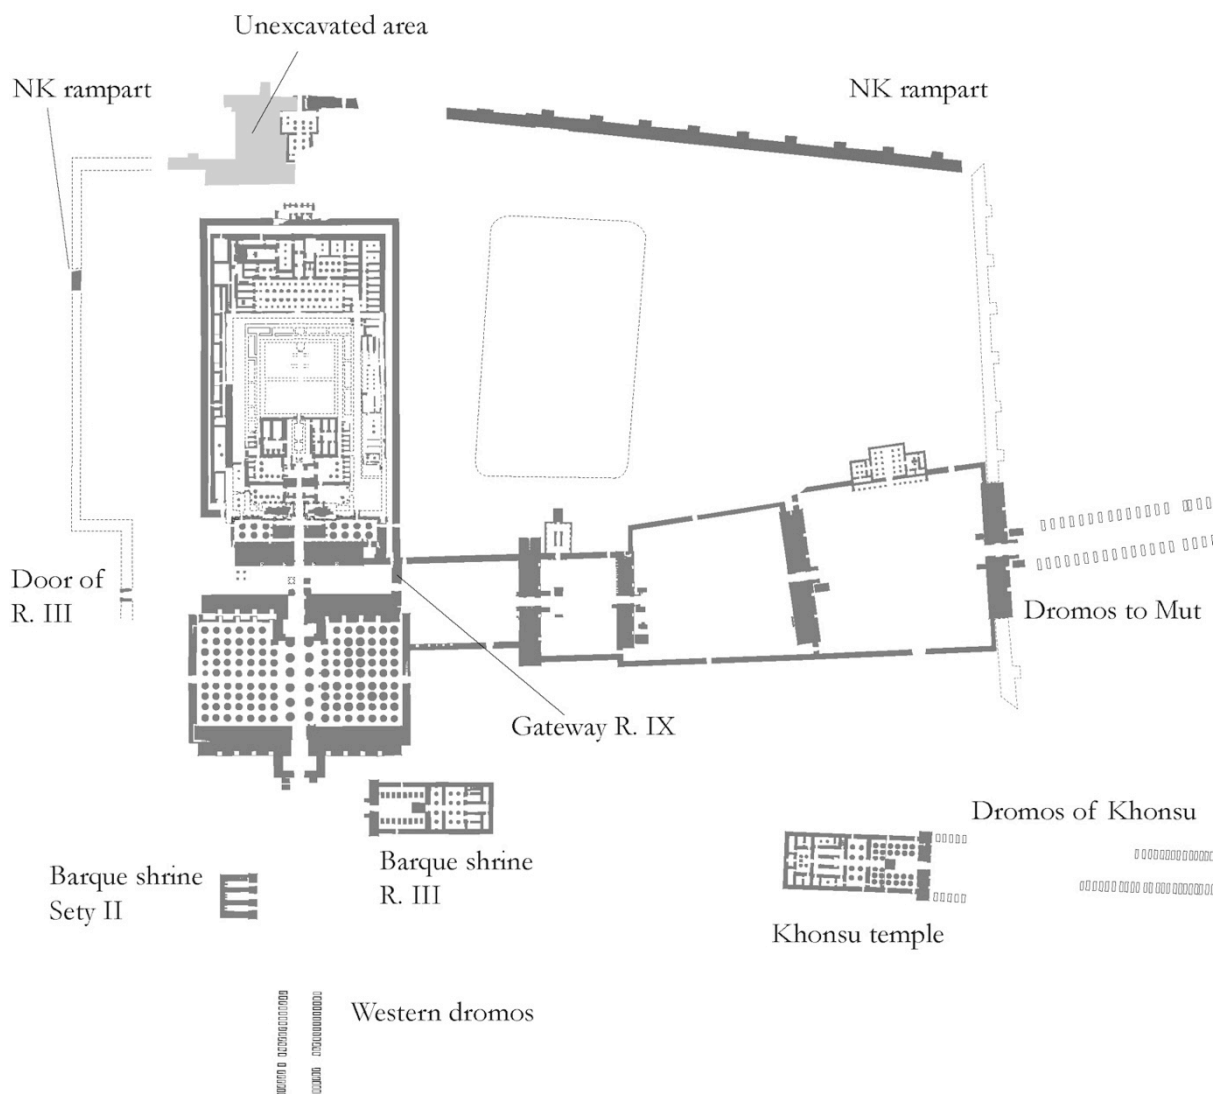 Unexcavated area
NK rampart
NK rampart
Door of
R. III
Dromos to Mut
Gateway R. IX
Dromos of Khonsu
Barque shrine
R. III
Barque shrine
Sety II
Khonsu temple
Western dromos